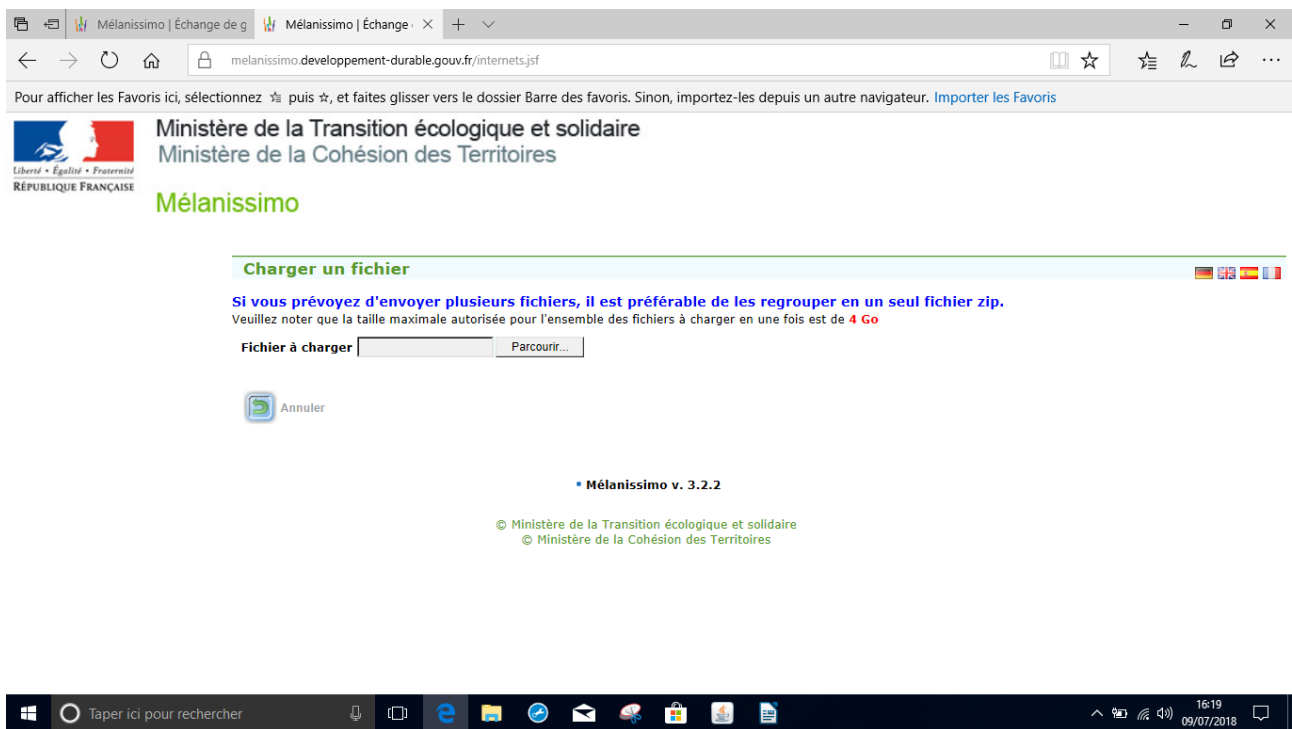 Mélanissimo | Échange de g
Mélanissimo | Échange
melanissimo.developpement-durable.gouv.fr/internets.jsf
Pour afficher les Favoris ici, sélectionnez puis , et faites glisser vers le dossier Barre des favoris. Sinon, importez-les depuis un autre navigateur. Importer les Favoris
Ministère de la Transition écologique et solidaire
Ministère de la Cohésion des Territoires
Liberté • Égalité • Fraternité
RÉPUBLIQUE FRANÇAISE
Mélanissimo
Charger un fichier
Si vous prévoyez d'envoyer plusieurs fichiers, il est préférable de les regrouper en un seul fichier zip.
Veuillez noter que la taille maximale autorisée pour l'ensemble des fichiers à charger en une fois est de 4 Go
Fichier à charger Parcourir...
Annuler
• Mélanissimo v. 3.2.2
© Ministère de la Transition écologique et solidaire
© Ministère de la Cohésion des Territoires
Taper ici pour rechercher
16:19
09/07/2018